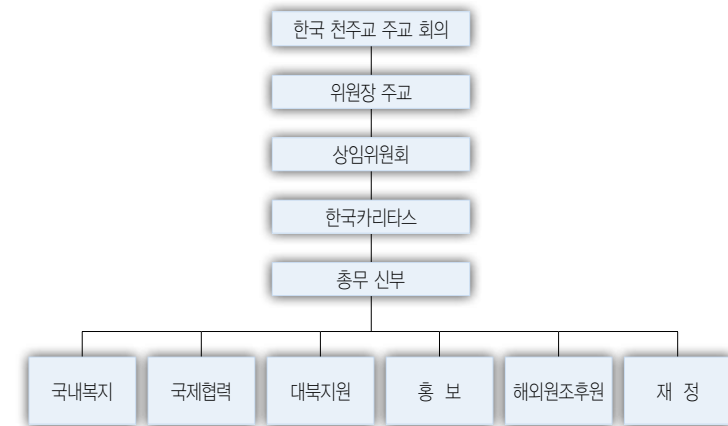 한국 천주교 주교 회의
위원장 주교
상임위원회
한국카리타스
총무 신부
국내복지 국제협력 대북지원 홍 보 해외원조후원 재 정